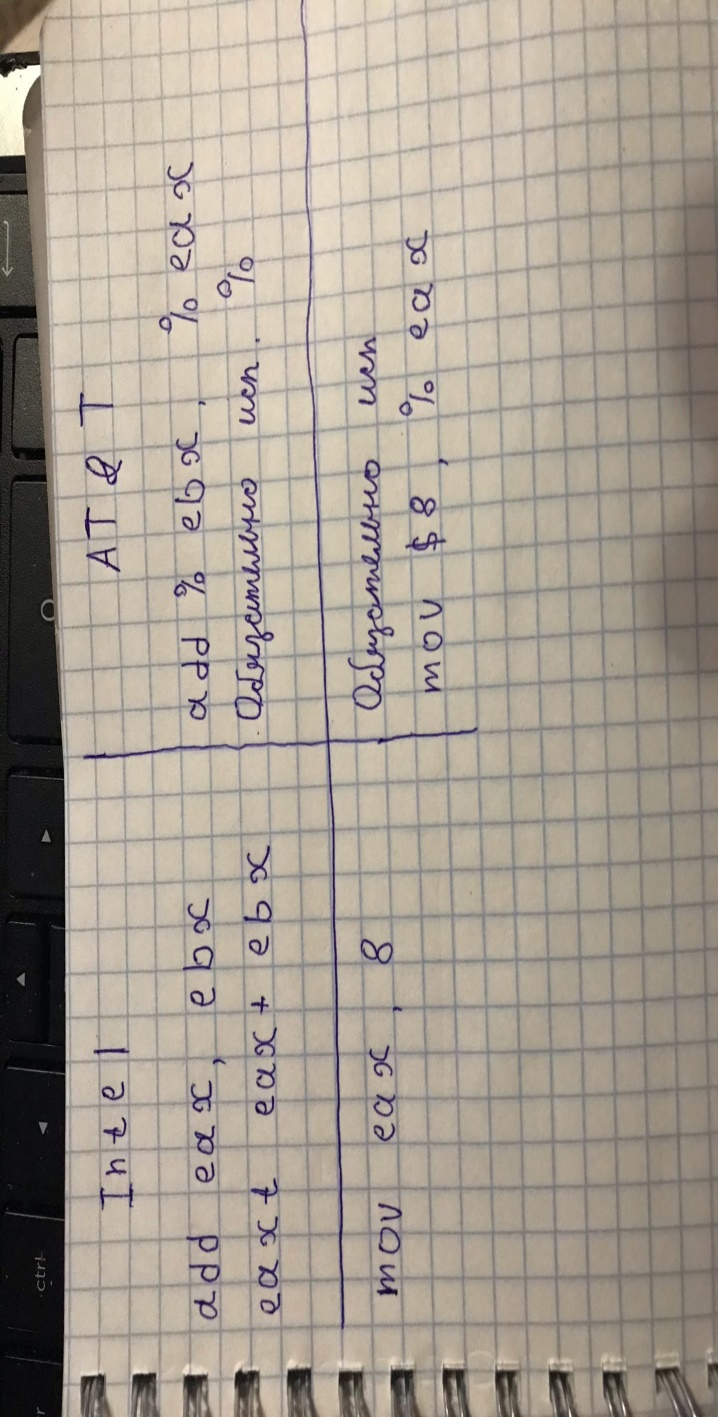 Intel
AT & T
add eax, ebx
add % ebx, % eax
eax t eax + ebx
Обязательно исп. %
mov eax, 8
Обязательно исп
mov $8, % eax
ctrl